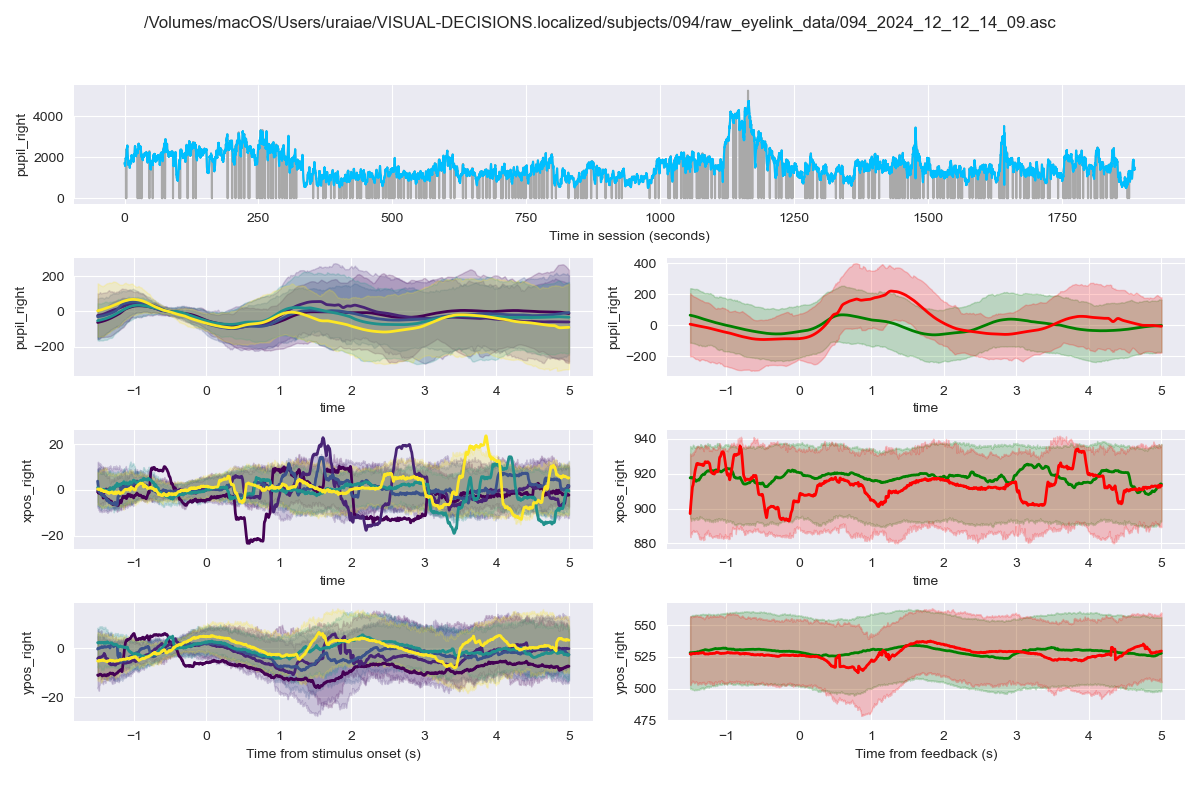 /Volumes/macOS/Users/uraiae/VISUAL-DECISIONS.localized/subjects/094/raw_eyelink_data/094_2024_12_12_14_09.asc
pupil_right
4000
2000
0
0 250 500 750 1000 1250 1500 1750
Time in session (seconds)
pupil_right
200
0
−200
−1 0 1 2 3 4 5
time
pupil_right
400
200
0
−200
−1 0 1 2 3 4 5
time
xpos_right
20
0
−20
−1 0 1 2 3 4 5
time
xpos_right
940
920
900
880
−1 0 1 2 3 4 5
time
ypos_right
0
−20
−1 0 1 2 3 4 5
Time from stimulus onset (s)
ypos_right
550
525
500
475
−1 0 1 2 3 4 5
Time from feedback (s)